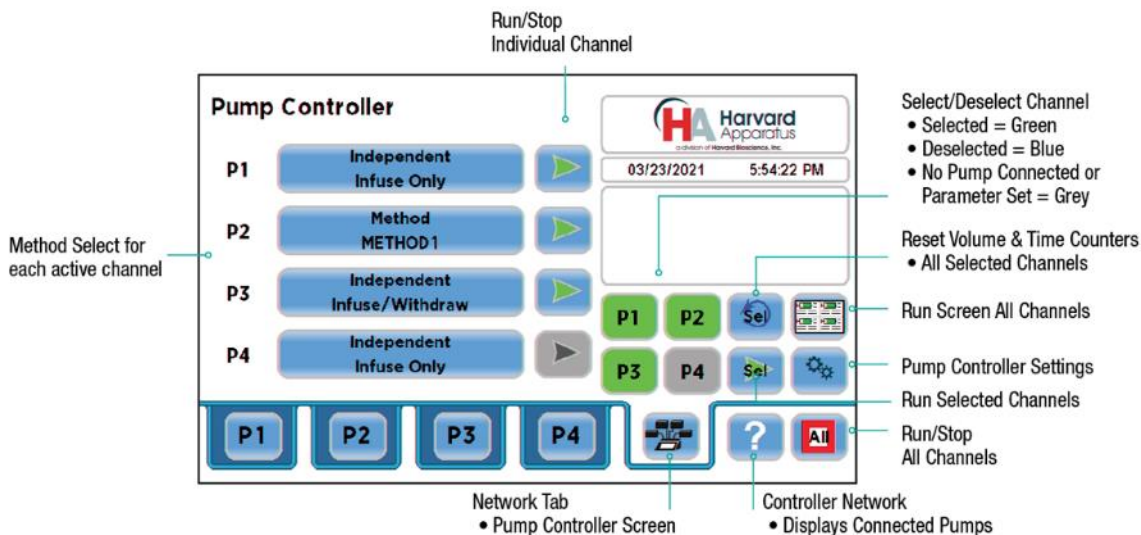 Run/Stop
Individual Channel
Pump Controller
P1
Independent
Infuse Only
P2
Method
METHOD1
P3
Independent
Infuse/Withdraw
P4
Independent
Infuse Only
HA Harvard
Apparatus
a division of Harvard Bioscience, Inc.
03/23/2021 5:54:22 PM
P1 P2 Sel
P3 P4 Sel
P1 P2 P3 P4 ? All
Method Select for
each active channel
Select/Deselect Channel
• Selected = Green
• Deselected = Blue
• No Pump Connected or
Parameter Set = Grey
Reset Volume & Time Counters
• All Selected Channels
Run Screen All Channels
Pump Controller Settings
Run Selected Channels
Run/Stop
All Channels
Network Tab
• Pump Controller Screen
Controller Network
• Displays Connected Pumps